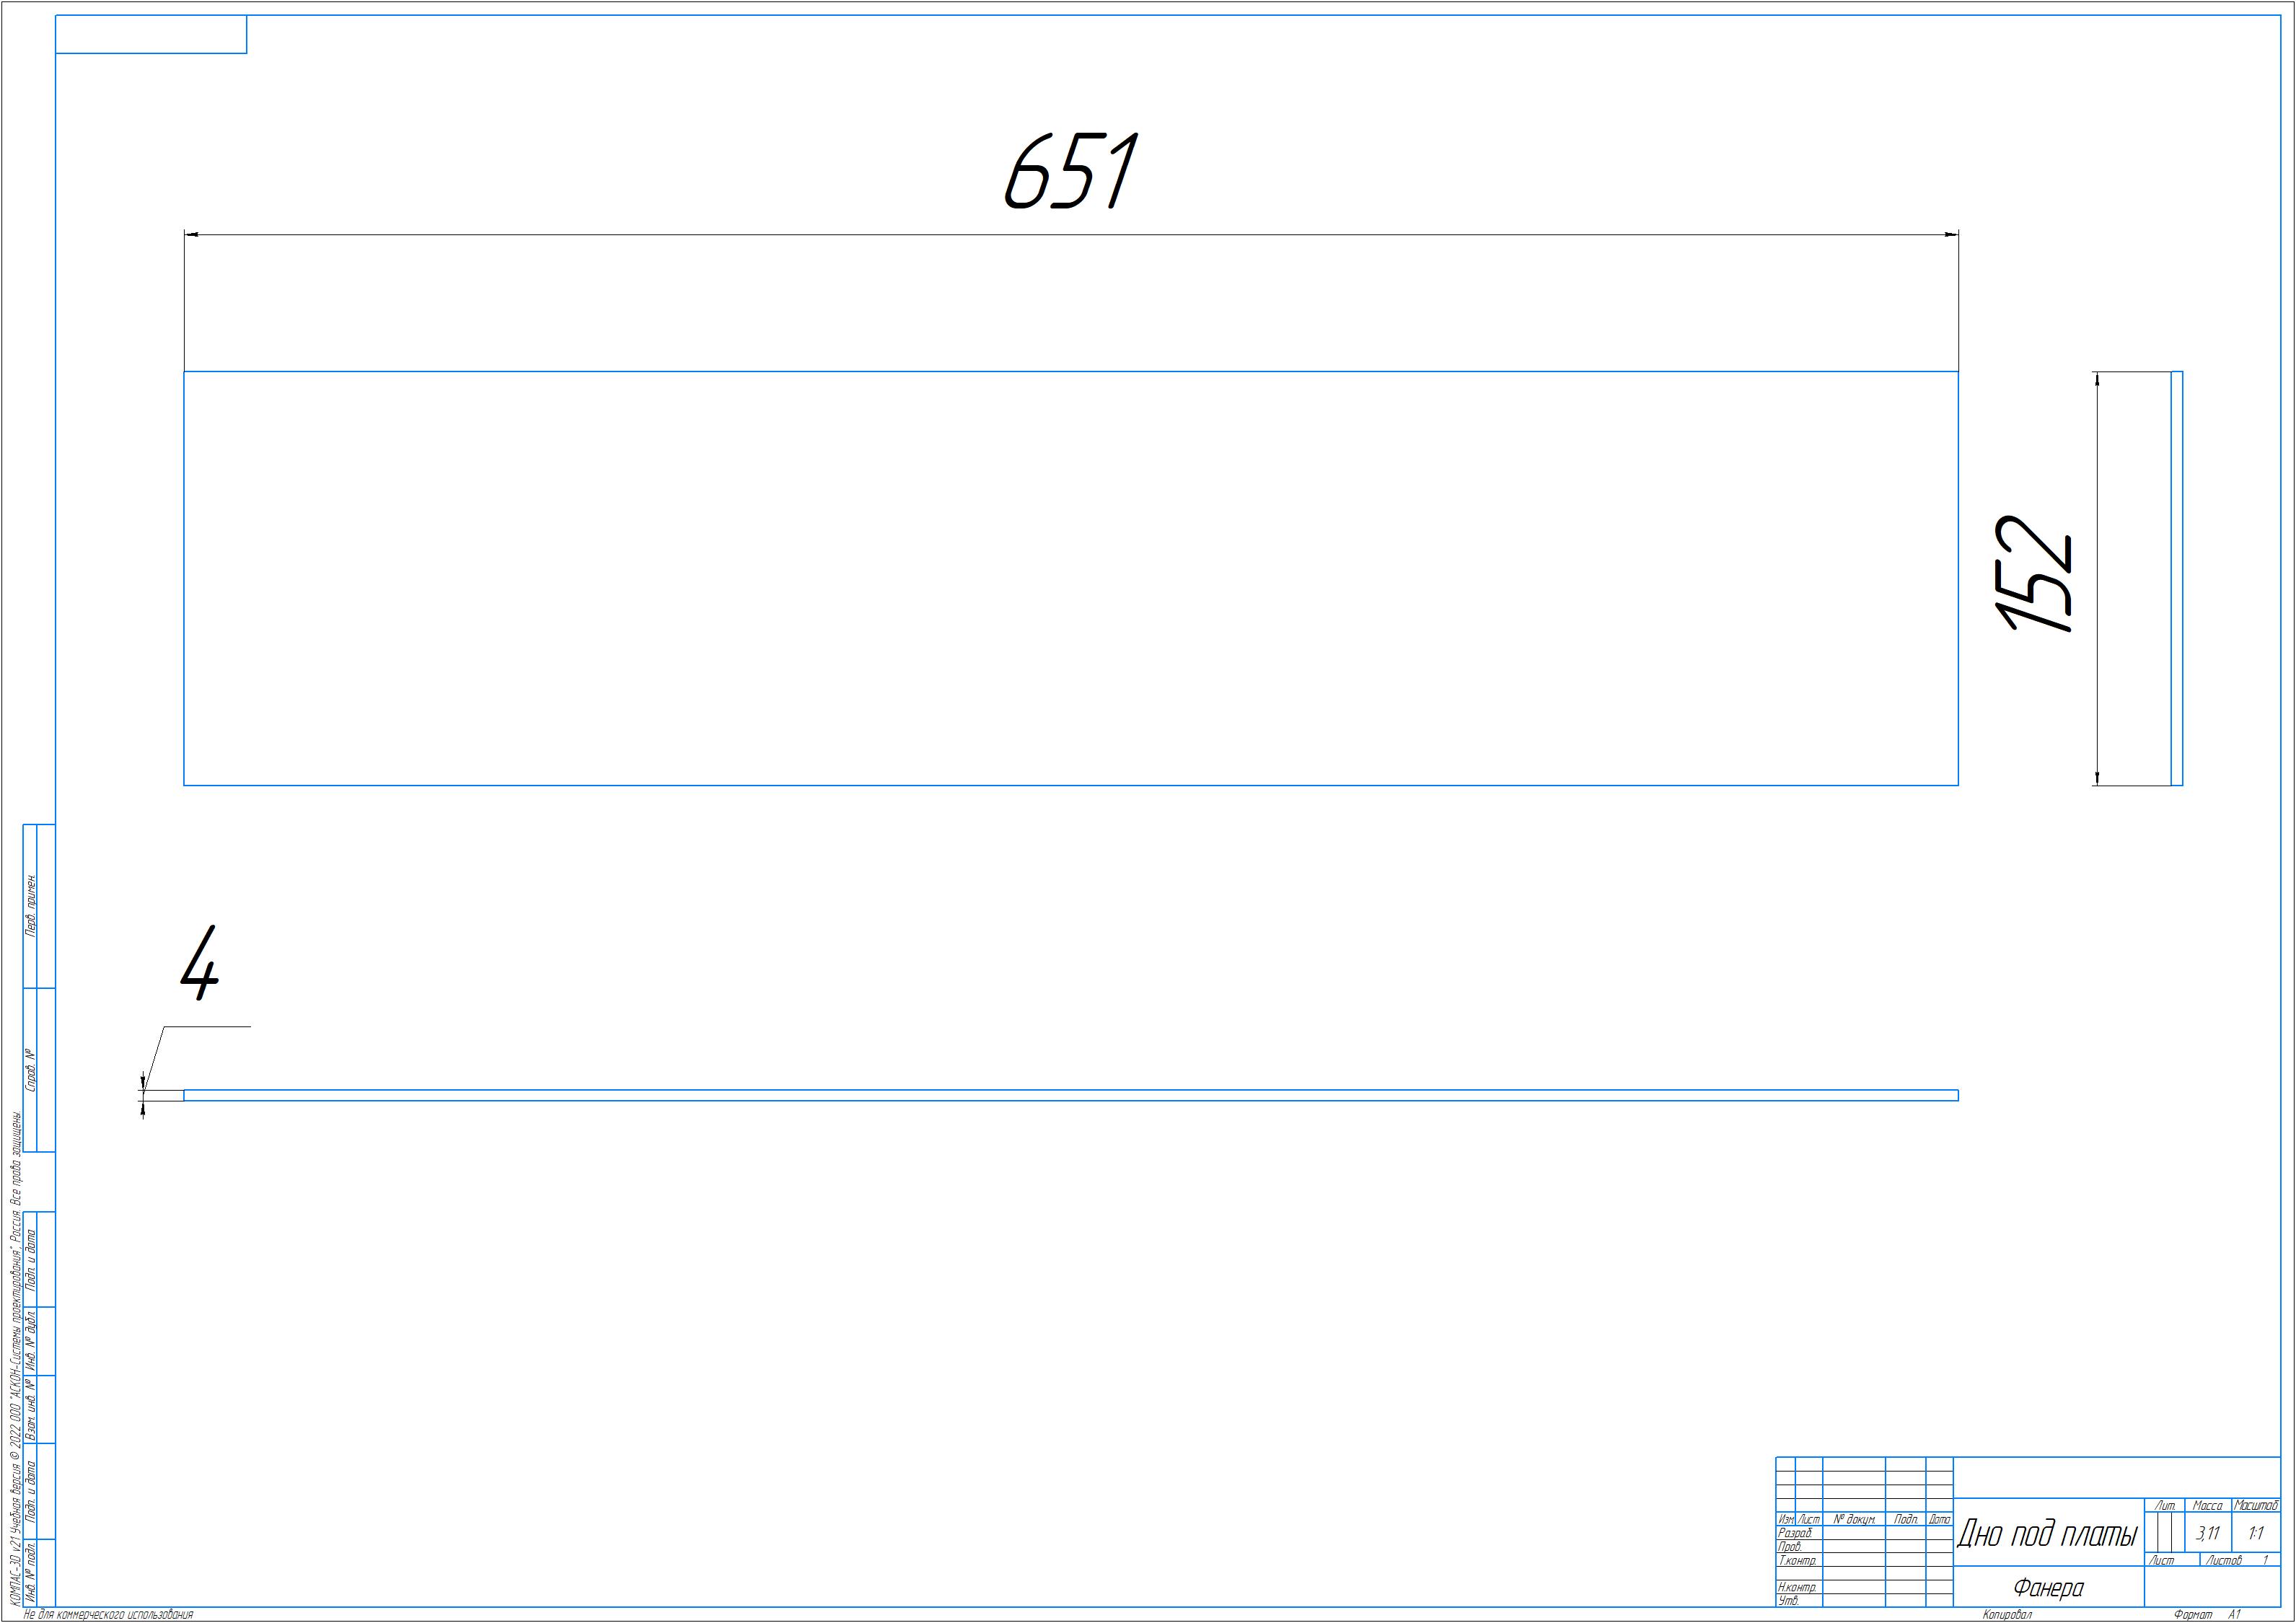 651
152
4
Перв. примен.
Справ. №
Подп. и дата
Инв. № дубл.
Взам. инв. №
Подп. и дата
Инв. № подл.
КОМПАС-3D v21 Учебная версия © 2022 ООО "АСКОН-Системы проектирования", Россия. Все права защищены.
Лит. Масса Масштаб
Изм Лист № докум. Подп. Дата
Разраб.
Дно под платы 3,11 1:1
Пров.
Т.контр.
Лист Листов 1
Н.контр.
Фанера
Утв.
Не для коммерческого использования
Копировал Формат А1